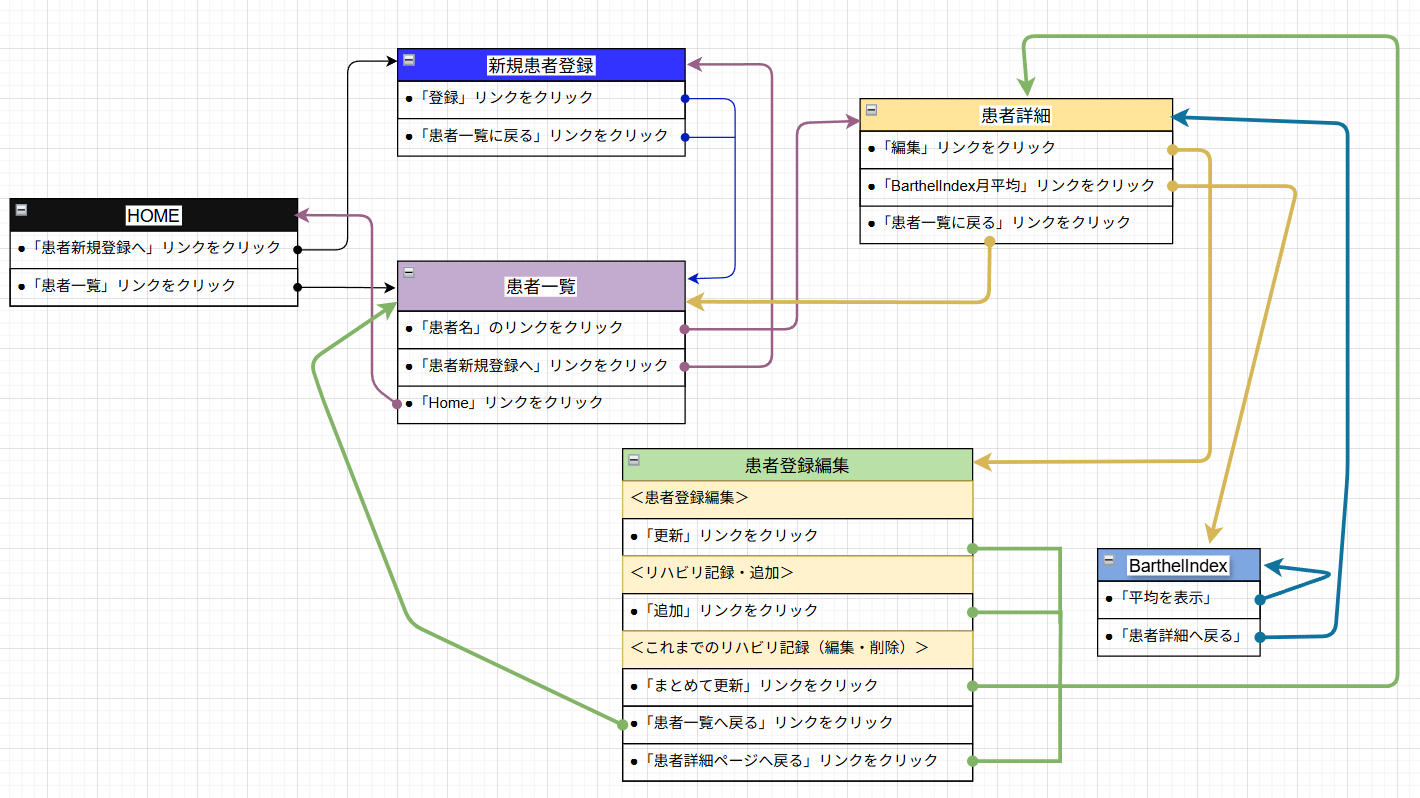 HOME
●「患者新規登録へ」リンクをクリック
●「患者一覧」リンクをクリック
新規患者登録
●「登録」リンクをクリック
●「患者一覧に戻る」リンクをクリック
患者一覧
●「患者名」のリンクをクリック
●「患者新規登録へ」リンクをクリック
●「Home」リンクをクリック
患者詳細
●「編集」リンクをクリック
●「BarthelIndex月平均」リンクをクリック
●「患者一覧に戻る」リンクをクリック
患者登録編集
＜患者登録編集＞
●「更新」リンクをクリック
＜リハビリ記録・追加＞
●「追加」リンクをクリック
＜これまでのリハビリ記録（編集・削除）＞
●「まとめて更新」リンクをクリック
●「患者一覧へ戻る」リンクをクリック
●「患者詳細ページへ戻る」リンクをクリック
BarthelIndex
●「平均を表示」
●「患者詳細へ戻る」